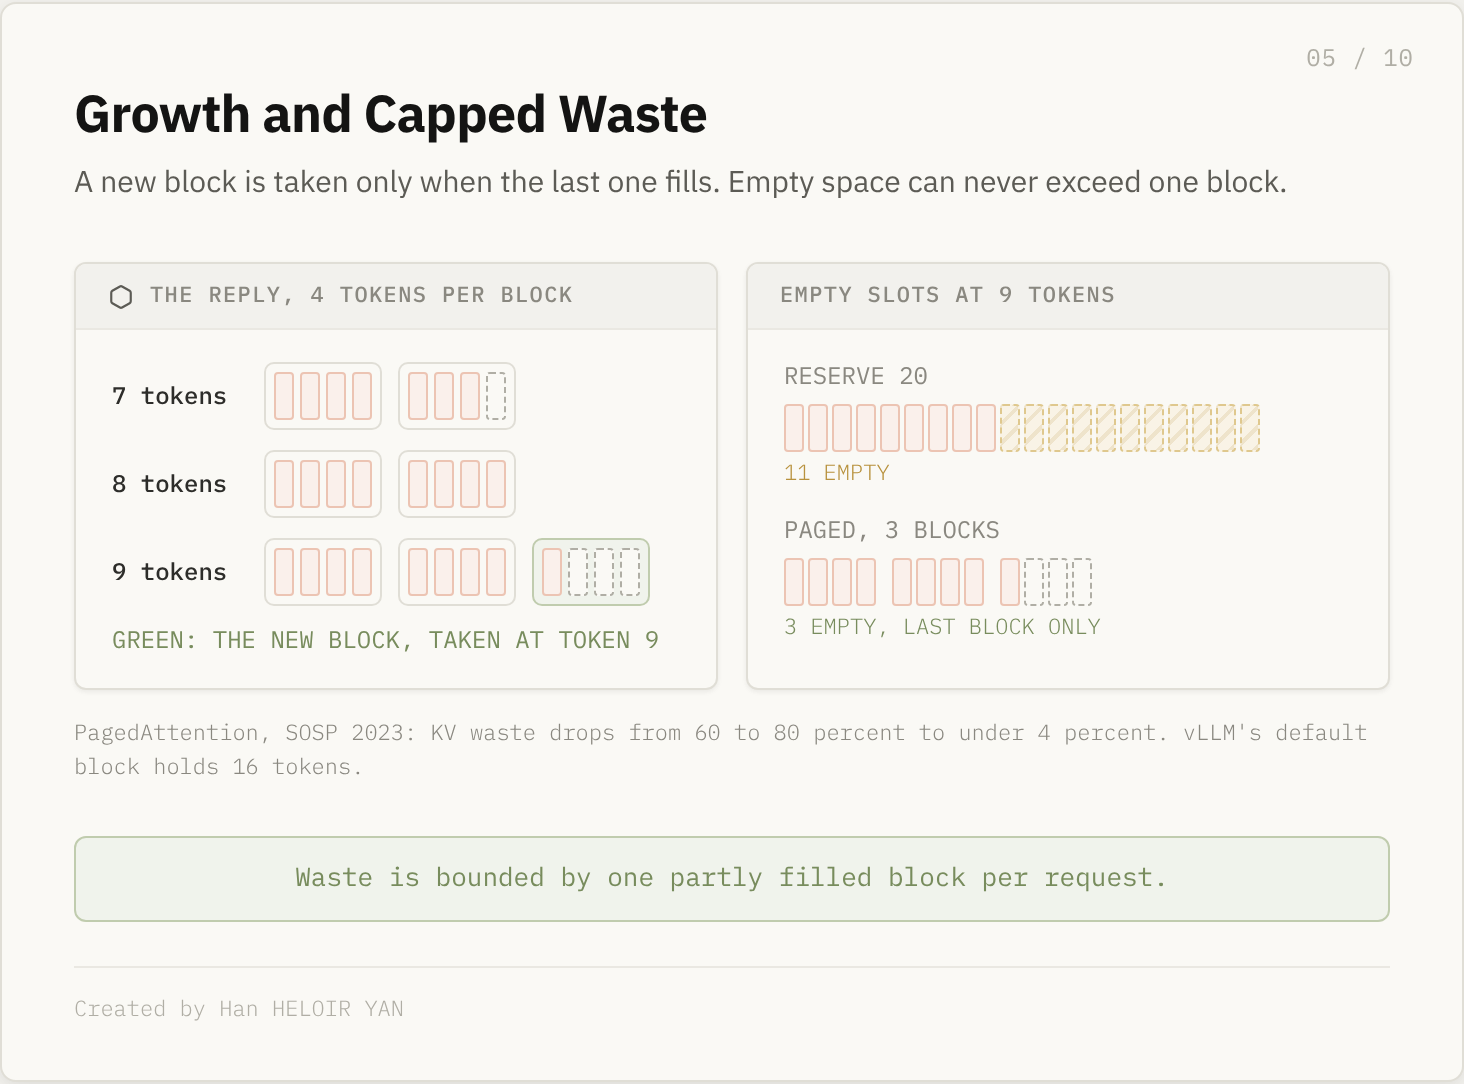 05 / 10
Growth and Capped Waste
A new block is taken only when the last one fills. Empty space can never exceed one block.
THE REPLY, 4 TOKENS PER BLOCK
7 tokens
8 tokens
9 tokens
GREEN: THE NEW BLOCK, TAKEN AT TOKEN 9
EMPTY SLOTS AT 9 TOKENS
RESERVE 20
11 EMPTY
PAGED, 3 BLOCKS
3 EMPTY, LAST BLOCK ONLY
PagedAttention, SOSP 2023: KV waste drops from 60 to 80 percent to under 4 percent. vLLM's default
block holds 16 tokens.
Waste is bounded by one partly filled block per request.
Created by Han HELOIR YAN